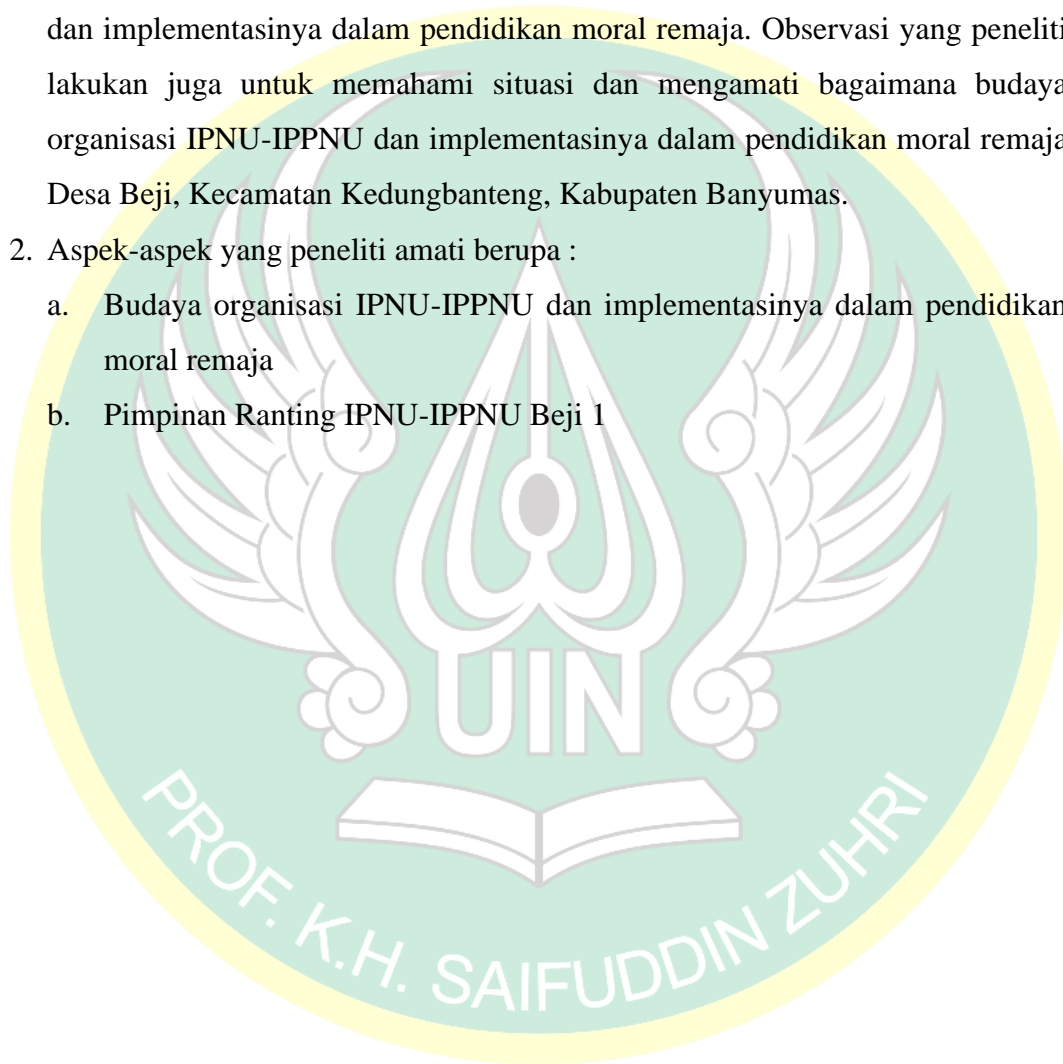 dan implementasinya dalam pendidikan moral remaja. Observasi yang peneliti
lakukan juga untuk memahami situasi dan mengamati bagaimana budaya
organisasi IPNU-IPPNU dan implementasinya dalam pendidikan moral remaja
Desa Beji, Kecamatan Kedungbanteng, Kabupaten Banyumas.
2. Aspek-aspek yang peneliti amati berupa :
a. Budaya organisasi IPNU-IPPNU dan implementasinya dalam pendidikan
moral remaja
b. Pimpinan Ranting IPNU-IPPNU Beji 1
UIN
PROF. K.H. SAIFUDDIN ZUHRI